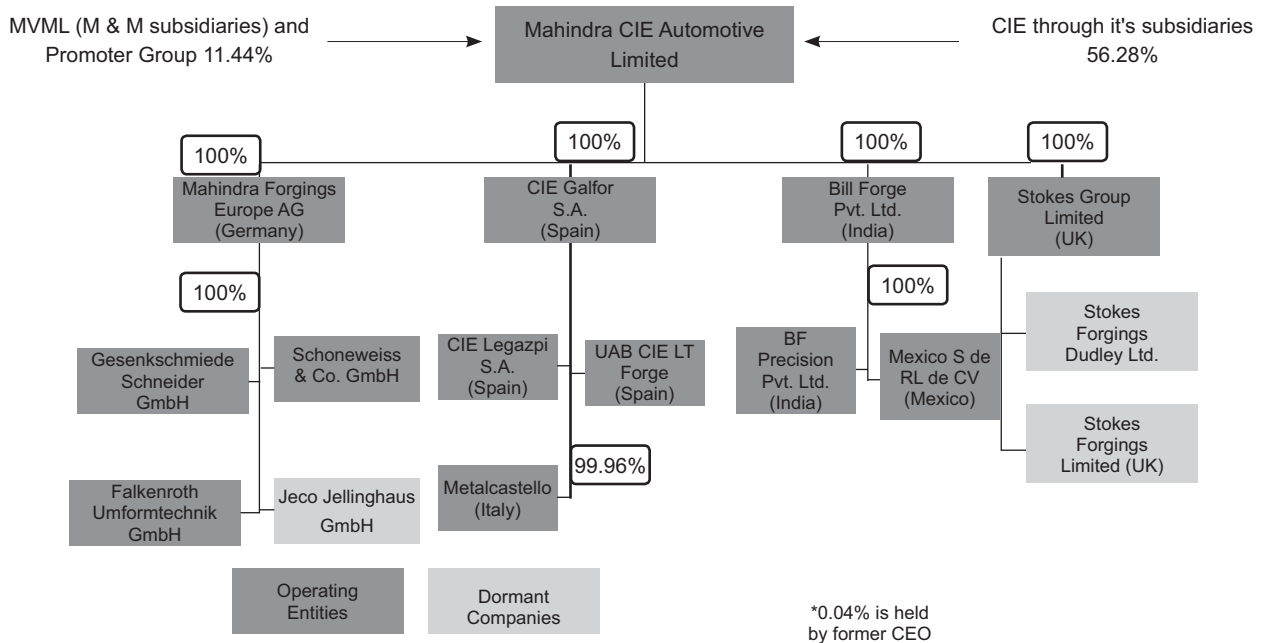 MVML (M & M subsidiaries) and
Promoter Group 11.44%
Mahindra CIE Automotive
Limited
CIE through it's subsidiaries
56.28%
100%
100%
100%
100%
Mahindra Forgings
Europe AG
(Germany)
CIE Galfor
S.A.
(Spain)
Bill Forge
Pvt. Ltd.
(India)
Stokes Group
Limited
(UK)
100%
100%
Gesenkschmiede
Schneider
GmbH
Schoneweiss
& Co. GmbH
CIE Legazpi
S.A.
(Spain)
UAB CIE LT
Forge
(Spain)
BF
Precision
Pvt. Ltd.
(India)
Mexico S de
RL de CV
(Mexico)
Stokes
Forgings
Dudley Ltd.
Stokes
Forgings
Limited (UK)
99.96%
Falkenroth
Umformtechnik
GmbH
Jeco Jellinghaus
GmbH
Metalcastello
(Italy)
Operating
Entities
Dormant
Companies
*0.04% is held
by former CEO